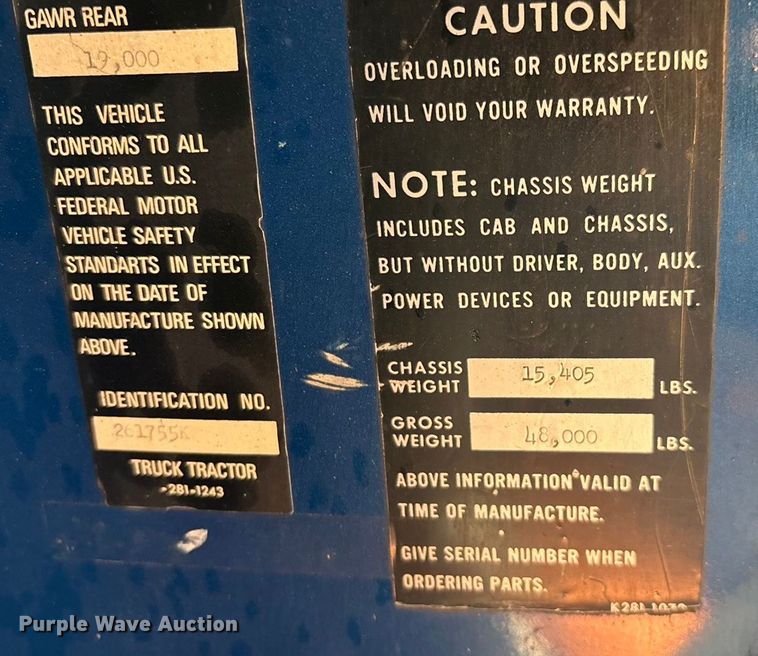 GAWR REAR
19,000
THIS VEHICLE
CONFORMS TO ALL
APPLICABLE U.S.
FEDERAL MOTOR
VEHICLE SAFETY
STANDARTS IN EFFECT
ON THE DATE OF
MANUFACTURE SHOWN
ABOVE.
IDENTIFICATION NO.
TRUCK TRACTOR
-281-1243
CAUTION
OVERLOADING OR OVERSPEEDING
WILL VOID YOUR WARRANTY.
NOTE: CHASSIS WEIGHT
INCLUDES CAB AND CHASSIS,
BUT WITHOUT DRIVER, BODY, AUX.
POWER DEVICES OR EQUIPMENT.
CHASSIS WEIGHT 15,405 LBS.
GROSS WEIGHT 48,000 LBS.
ABOVE INFORMATION VALID AT
TIME OF MANUFACTURE.
GIVE SERIAL NUMBER WHEN
ORDERING PARTS.
Purple Wave Auction